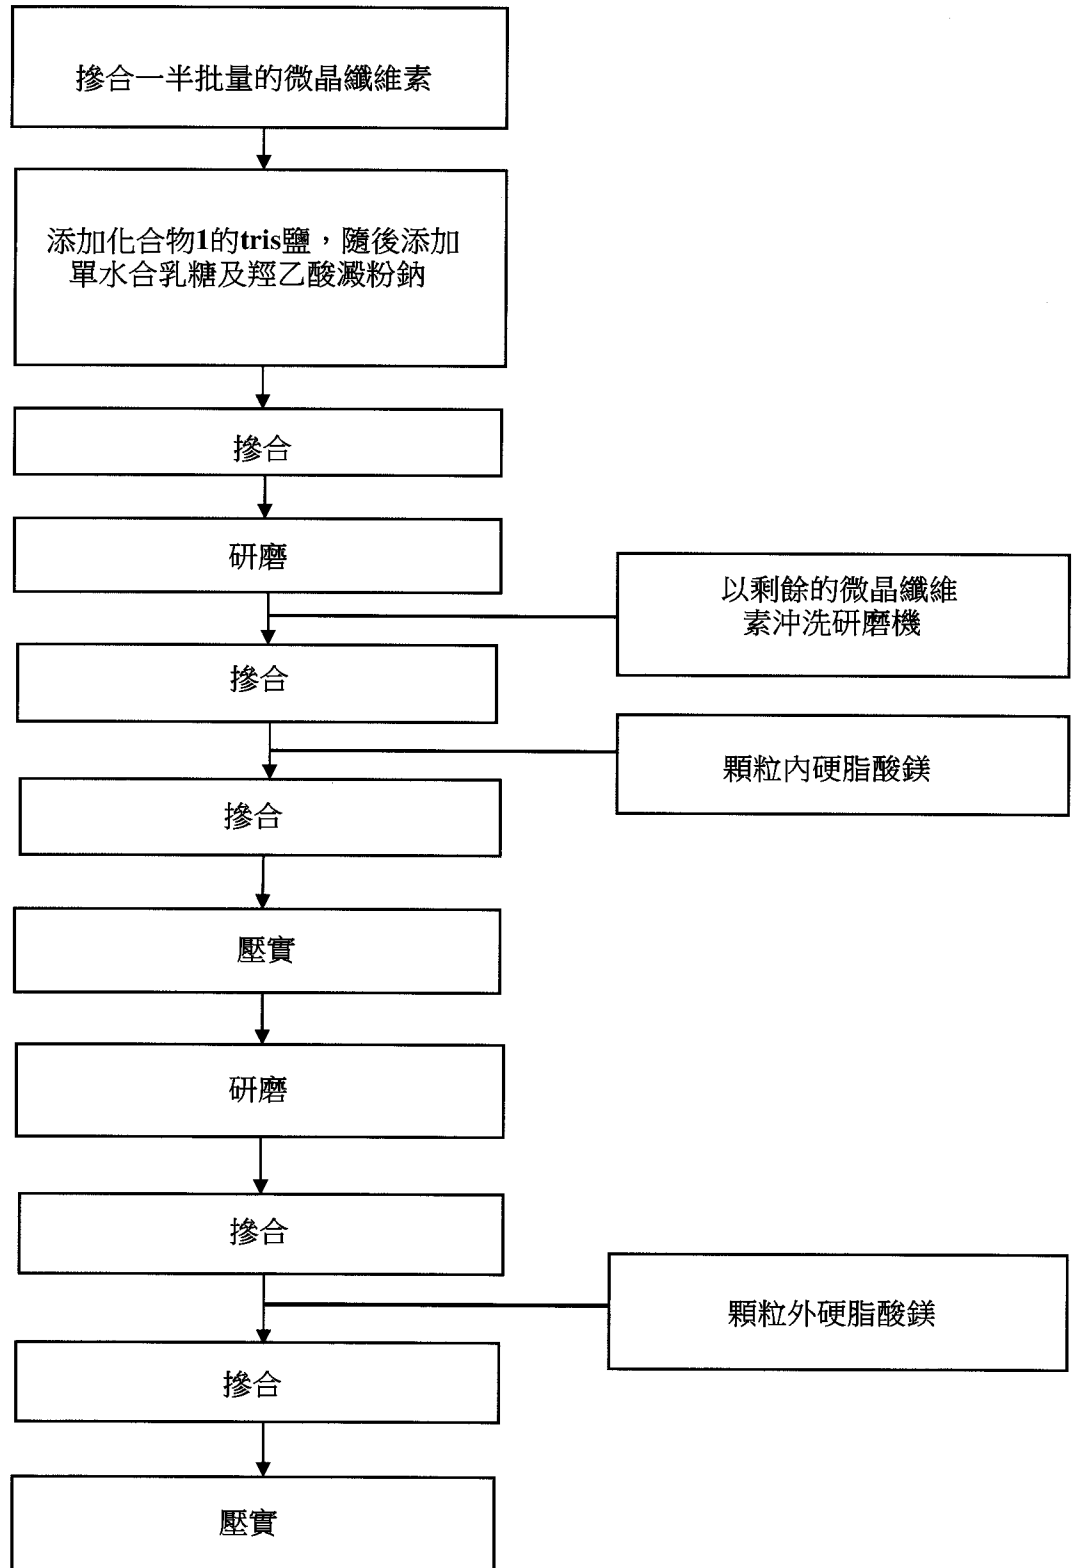 摻合一半批量的微晶纖維素
添加化合物1的tris鹽，隨後添加
單水合乳糖及羥乙酸澱粉鈉
摻合
研磨
以剩餘的微晶纖維
素沖洗研磨機
摻合
顆粒內硬脂酸鎂
摻合
壓實
研磨
摻合
顆粒外硬脂酸鎂
摻合
壓實